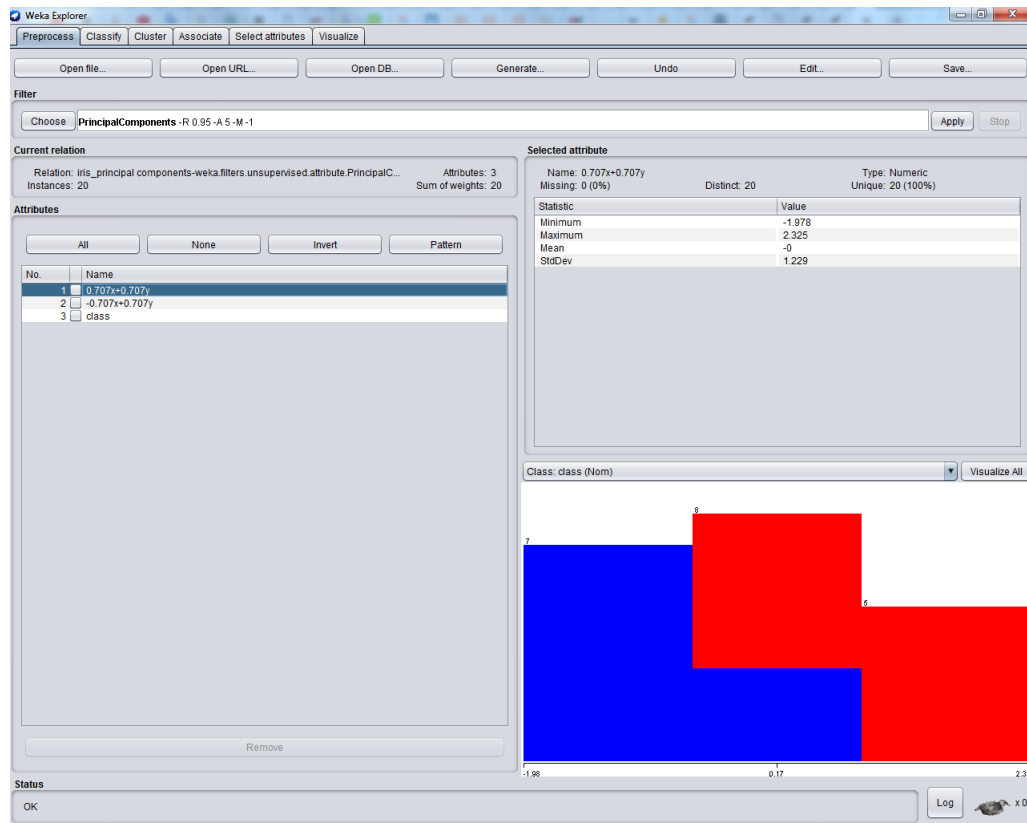 Weka Explorer
Preprocess Classify Cluster Associate Select attributes Visualize
Open file... Open URL... Open DB... Generate... Undo Edit... Save...
Filter
Choose PrincipalComponents -R 0.95 -A 5 -M -1 Apply Stop
Current relation
Relation: iris_principal components-weka.filters.unsupervised.attribute.PrincipalC... Attributes: 3
Instances: 20 Sum of weights: 20
Attributes
All None Invert Pattern
No. Name
1 0.707x+0.707y
2 -0.707x+0.707y
3 class
Remove
Selected attribute
Name: 0.707x+0.707y Type: Numeric
Missing: 0 (0%) Distinct: 20 Unique: 20 (100%)
Statistic Value
Minimum -1.978
Maximum 2.325
Mean -0
StdDev 1.229
Class: class (Nom) Visualize All
8
7
5
-1.98 0.17 2.3
Status
OK Log x 0